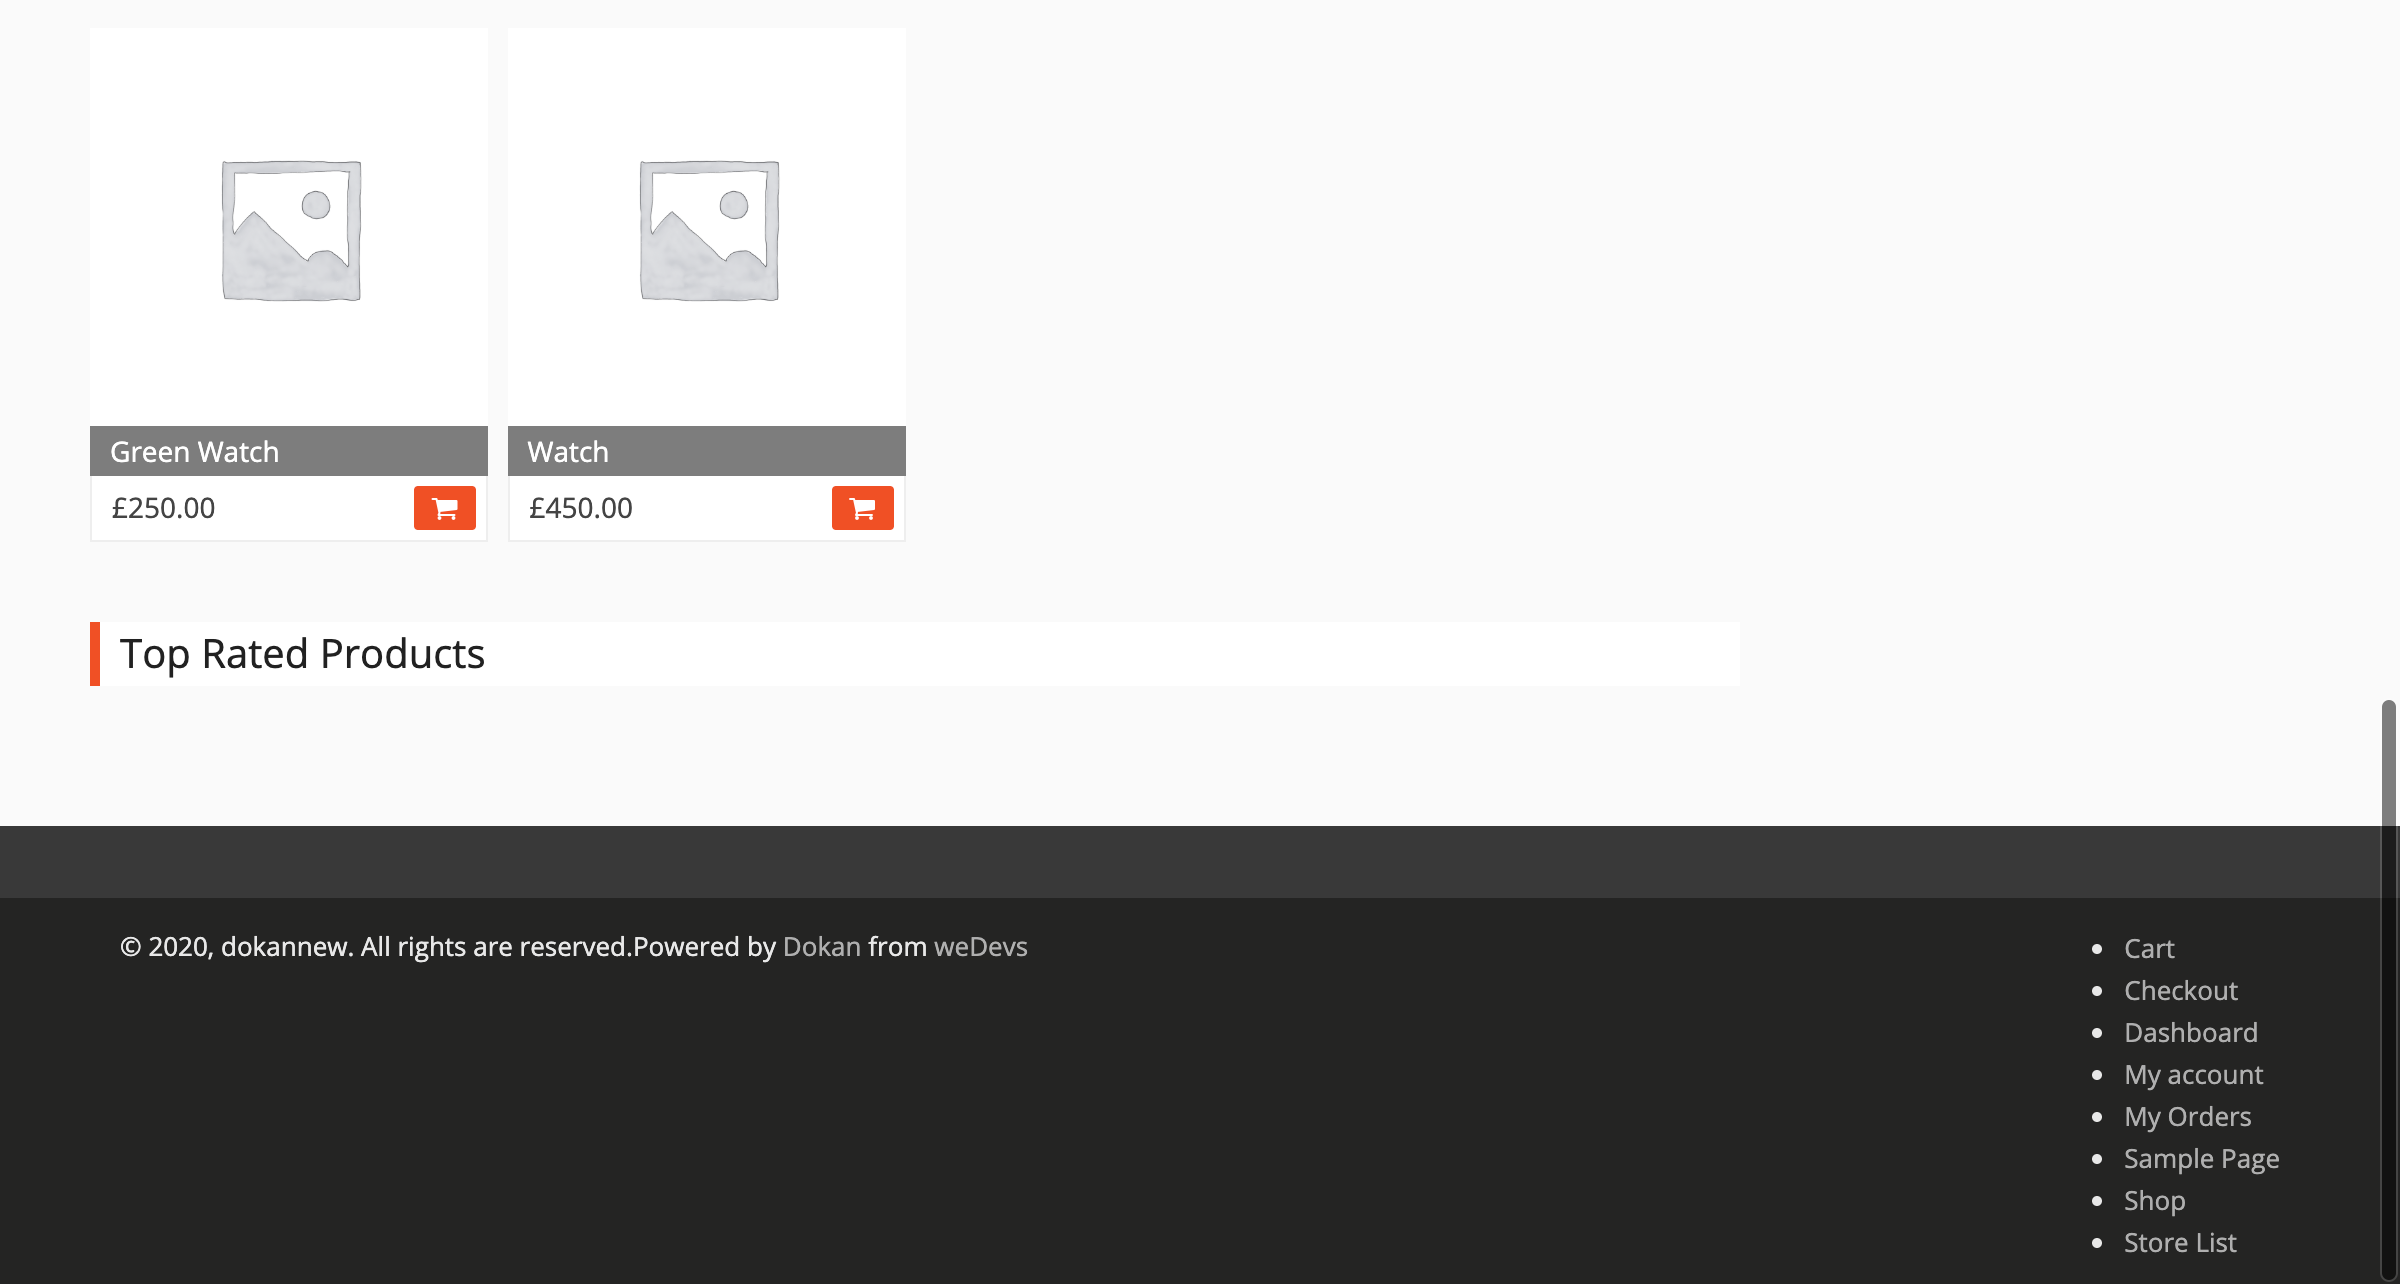 Green Watch
Watch
£250.00
£450.00
Top Rated Products
© 2020, dokannew. All rights are reserved.Powered by Dokan from weDevs
Cart
Checkout
Dashboard
My account
My Orders
Sample Page
Shop
Store List